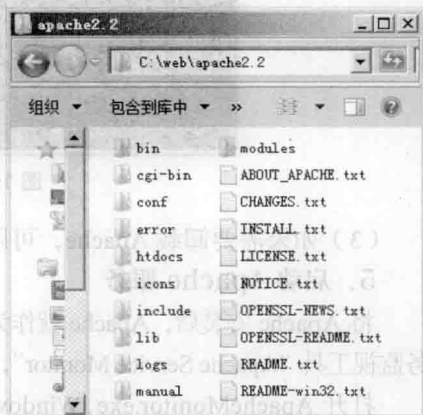 apache2.2
C:\web\apache2.2
组织 包含到库中 »
bin
cgi-bin
conf
error
htdocs
icons
include
lib
logs
manual
modules
ABOUT_APACHE.txt
CHANGES.txt
INSTALL.txt
LICENSE.txt
NOTICE.txt
OPENSSL-NEWS.txt
OPENSSL-README.txt
README.txt
README-win32.txt